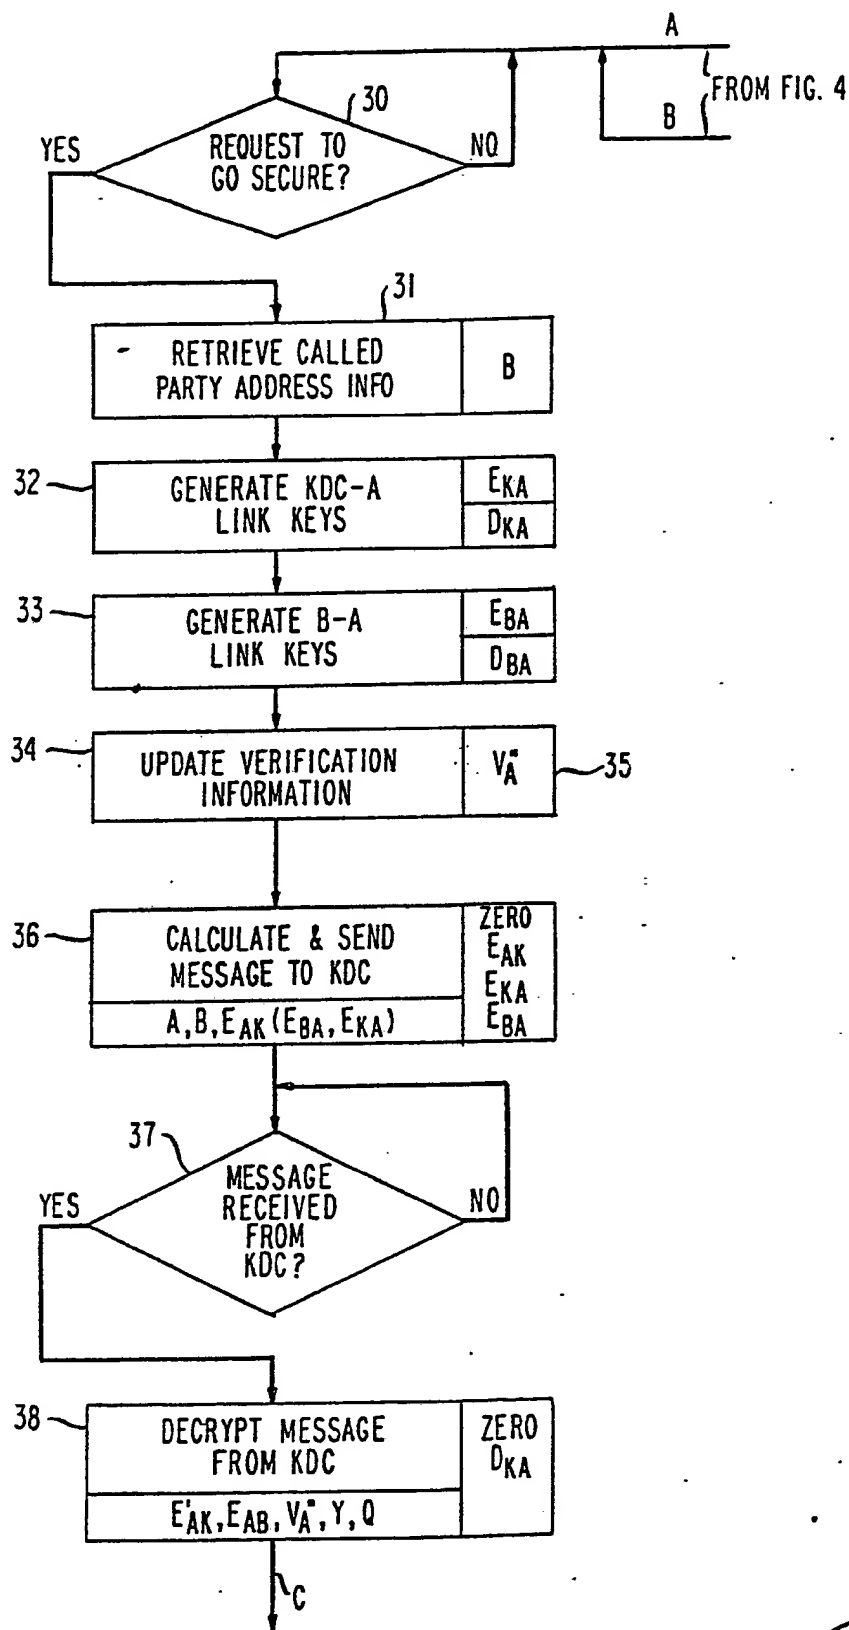 A
FROM FIG. 4
B
30
YES
REQUEST TO
GO SECURE?
NO
31
RETRIEVE CALLED
PARTY ADDRESS INFO
B
32
GENERATE KDC-A
LINK KEYS
EKA
DKA
33
GENERATE B-A
LINK KEYS
EBA
DBA
34
UPDATE VERIFICATION
INFORMATION
VA"
35
36
CALCULATE & SEND
MESSAGE TO KDC
A, B, EAK (EBA, EKA)
ZERO
EAK
EKA
EBA
37
YES
MESSAGE
RECEIVED
FROM
KDC?
NO
38
DECRYPT MESSAGE
FROM KDC
E'AK, EAB, VA", Y, Q
ZERO
DKA
C